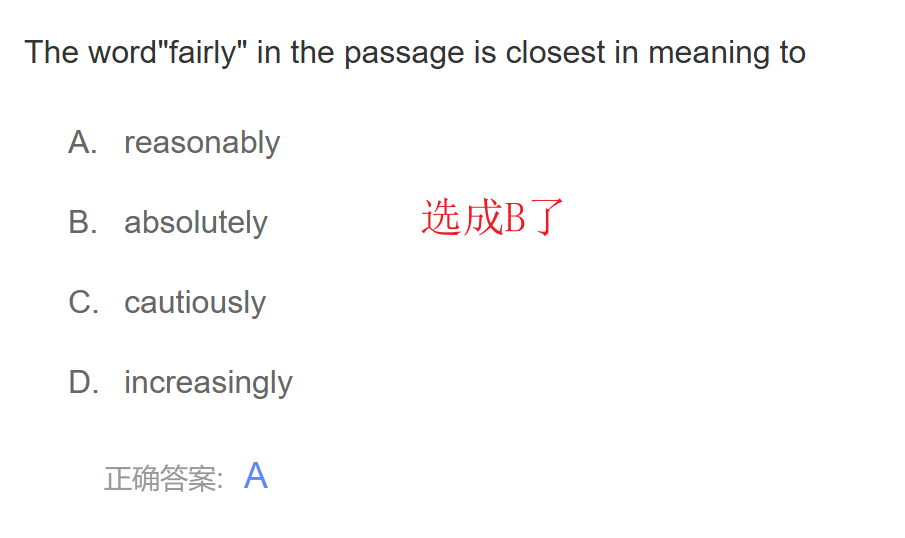 The word"fairly" in the passage is closest in meaning to
A. reasonably
B. absolutely
选成B了
C. cautiously
D. increasingly
正确答案: A